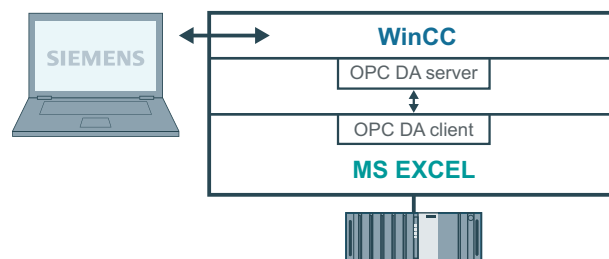 SIEMENS
WinCC
OPC DA server
OPC DA client
MS EXCEL